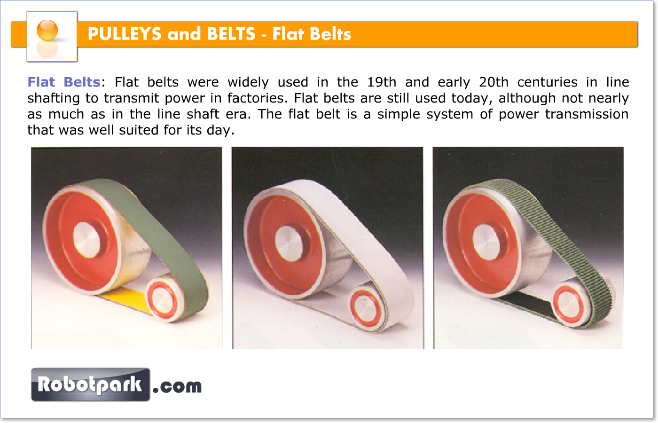 PULLEYS and BELTS - Flat Belts
Flat Belts: Flat belts were widely used in the 19th and early 20th centuries in line
shafting to transmit power in factories. Flat belts are still used today, although not nearly
as much as in the line shaft era. The flat belt is a simple system of power transmission
that was well suited for its day.
Robotpark.com